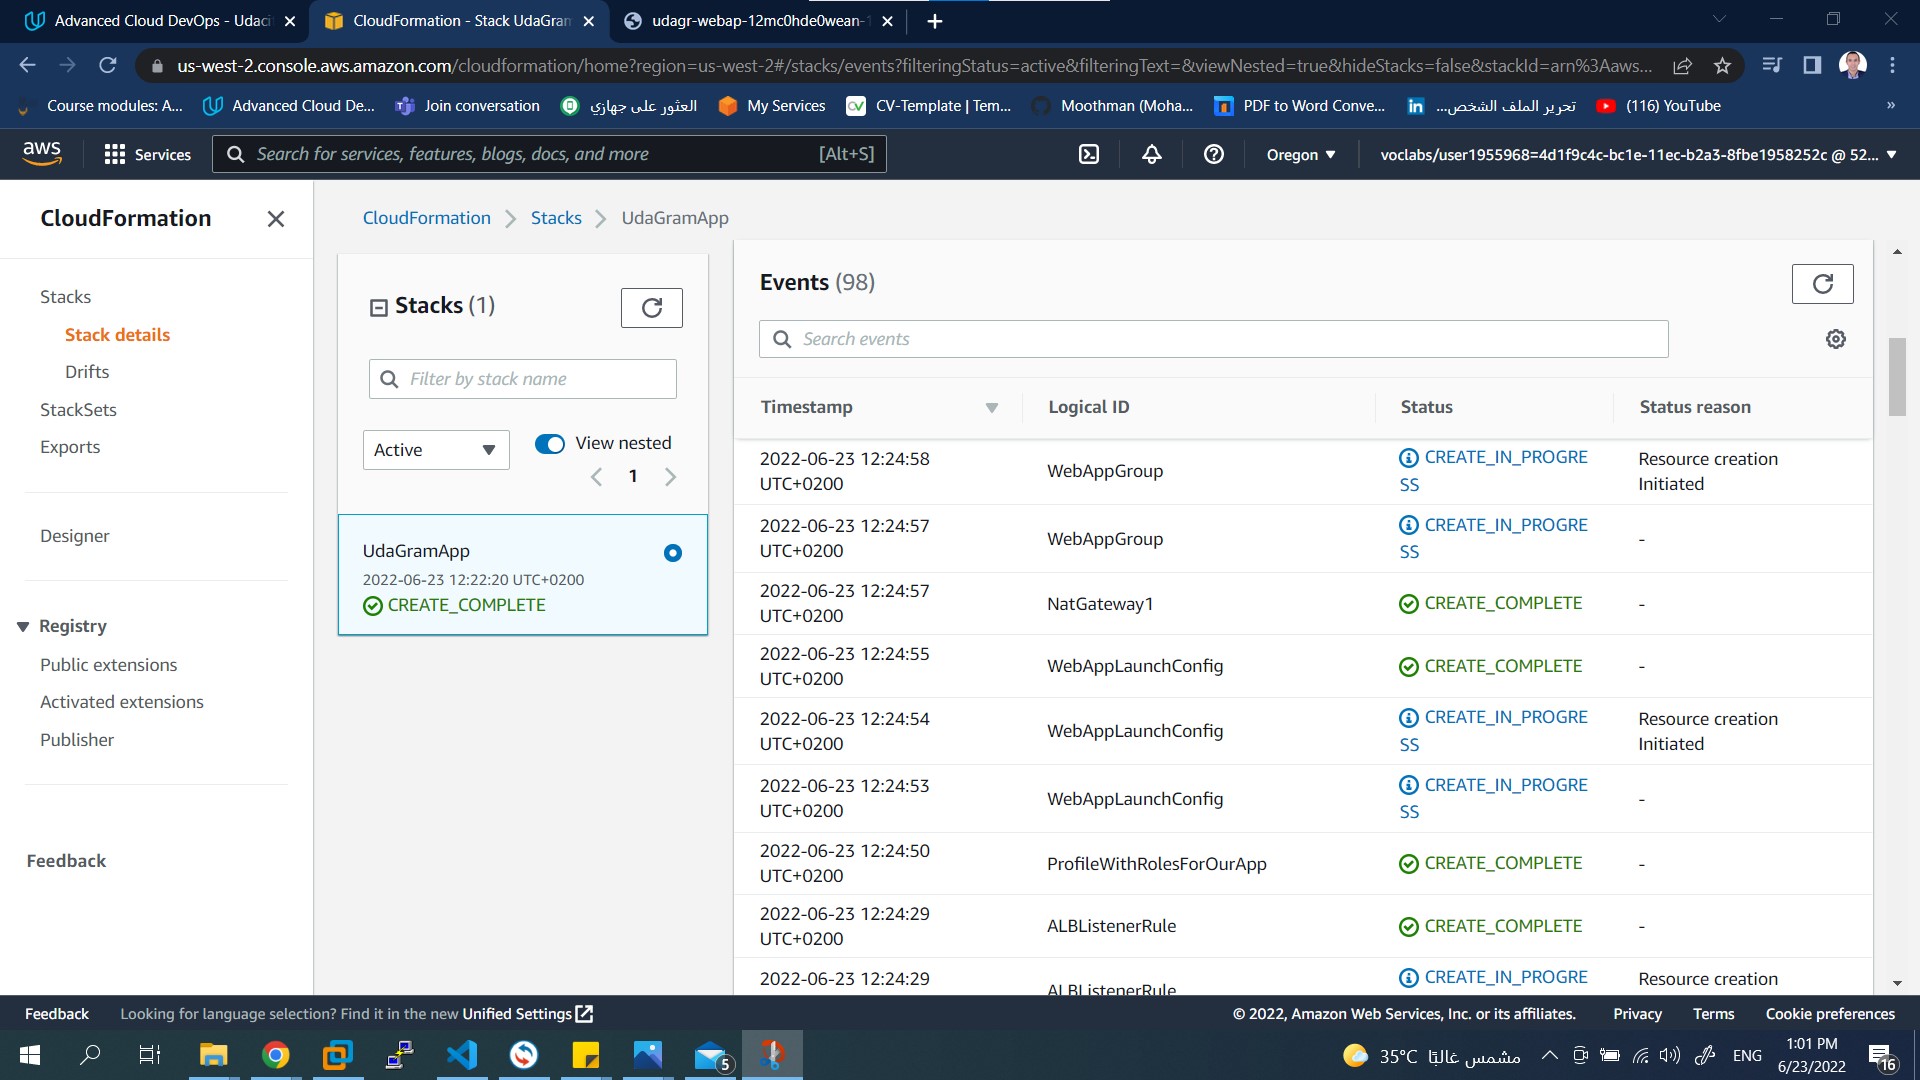 Advanced Cloud DevOps - Udaci
CloudFormation - Stack UdaGram
udagr-webap-12mc0hde0wean-1
us-west-2.console.aws.amazon.com/cloudformation/home?region=us-west-2#/stacks/events?filteringStatus=active&filteringText=&viewNested=true&hideStacks=false&stackId=arn%3Aaws...
Course modules: A...
Advanced Cloud De...
Join conversation
العثور على جهازي
My Services
CV-Template | Tem...
Moothman (Moha...
PDF to Word Conve...
تحرير الملف الشخص...
(116) YouTube
»
aws
Services
Search for services, features, blogs, docs, and more
[Alt+S]
Oregon
voclabs/user1955968=4d1f9c4c-bc1e-11ec-b2a3-8fbe1958252c @ 52...
CloudFormation
Stacks
Stack details
Drifts
StackSets
Exports
Designer
Registry
Public extensions
Activated extensions
Publisher
Feedback
CloudFormation
Stacks
UdaGramApp
Stacks (1)
Filter by stack name
Active
View nested
1
UdaGramApp
2022-06-23 12:22:20 UTC+0200
CREATE_COMPLETE
Events (98)
Search events
Timestamp
Logical ID
Status
Status reason
2022-06-23 12:24:58
UTC+0200
WebAppGroup
CREATE_IN_PROGRE
SS
Resource creation
Initiated
2022-06-23 12:24:57
UTC+0200
WebAppGroup
CREATE_IN_PROGRE
SS
-
2022-06-23 12:24:57
UTC+0200
NatGateway1
CREATE_COMPLETE
-
2022-06-23 12:24:55
UTC+0200
WebAppLaunchConfig
CREATE_COMPLETE
-
2022-06-23 12:24:54
UTC+0200
WebAppLaunchConfig
CREATE_IN_PROGRE
SS
Resource creation
Initiated
2022-06-23 12:24:53
UTC+0200
WebAppLaunchConfig
CREATE_IN_PROGRE
SS
-
2022-06-23 12:24:50
UTC+0200
ProfileWithRolesForOurApp
CREATE_COMPLETE
-
2022-06-23 12:24:29
UTC+0200
ALBListenerRule
CREATE_COMPLETE
-
2022-06-23 12:24:29
ALBListenerRule
CREATE_IN_PROGRE
Resource creation
Feedback
Looking for language selection? Find it in the new Unified Settings
© 2022, Amazon Web Services, Inc. or its affiliates.
Privacy
Terms
Cookie preferences
5
35°C مشمس غالبًا
ENG
1:01 PM
6/23/2022
16